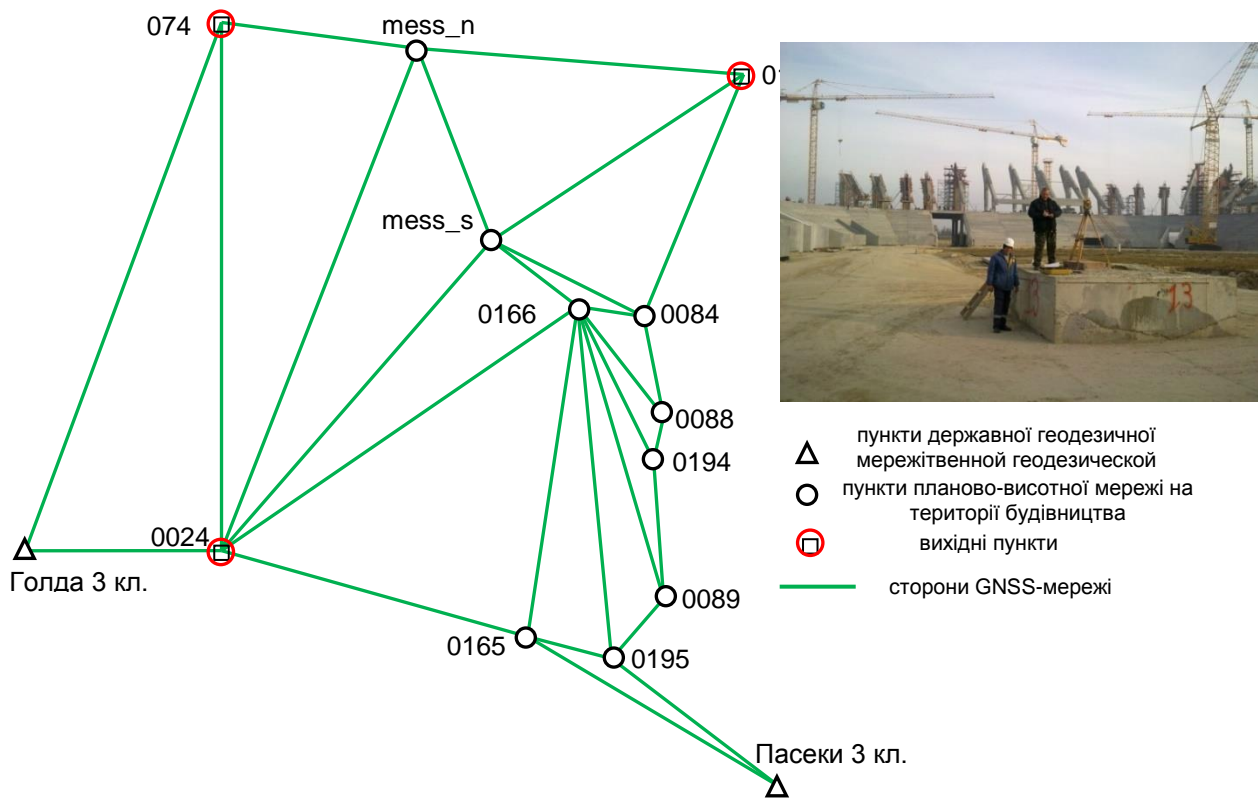 074
mess_n
mess_s
0166
0084
0088
0194
0024
Голда 3 кл.
0089
0165
0195
Пасеки 3 кл.
13
пункти державної геодезичної
мережітвенной геодезической
пункти планово-висотної мережі на
території будівництва
вихідні пункти
сторони GNSS-мережі